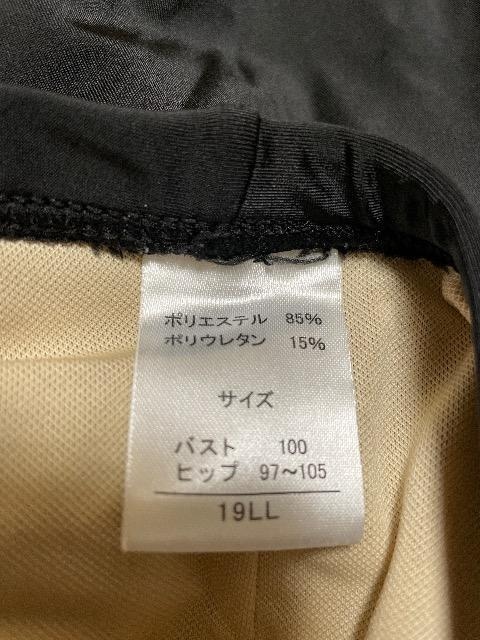 ポリエステル 85%
ポリウレタン 15%
サイズ
バスト 100
ヒップ 97〜105
19LL